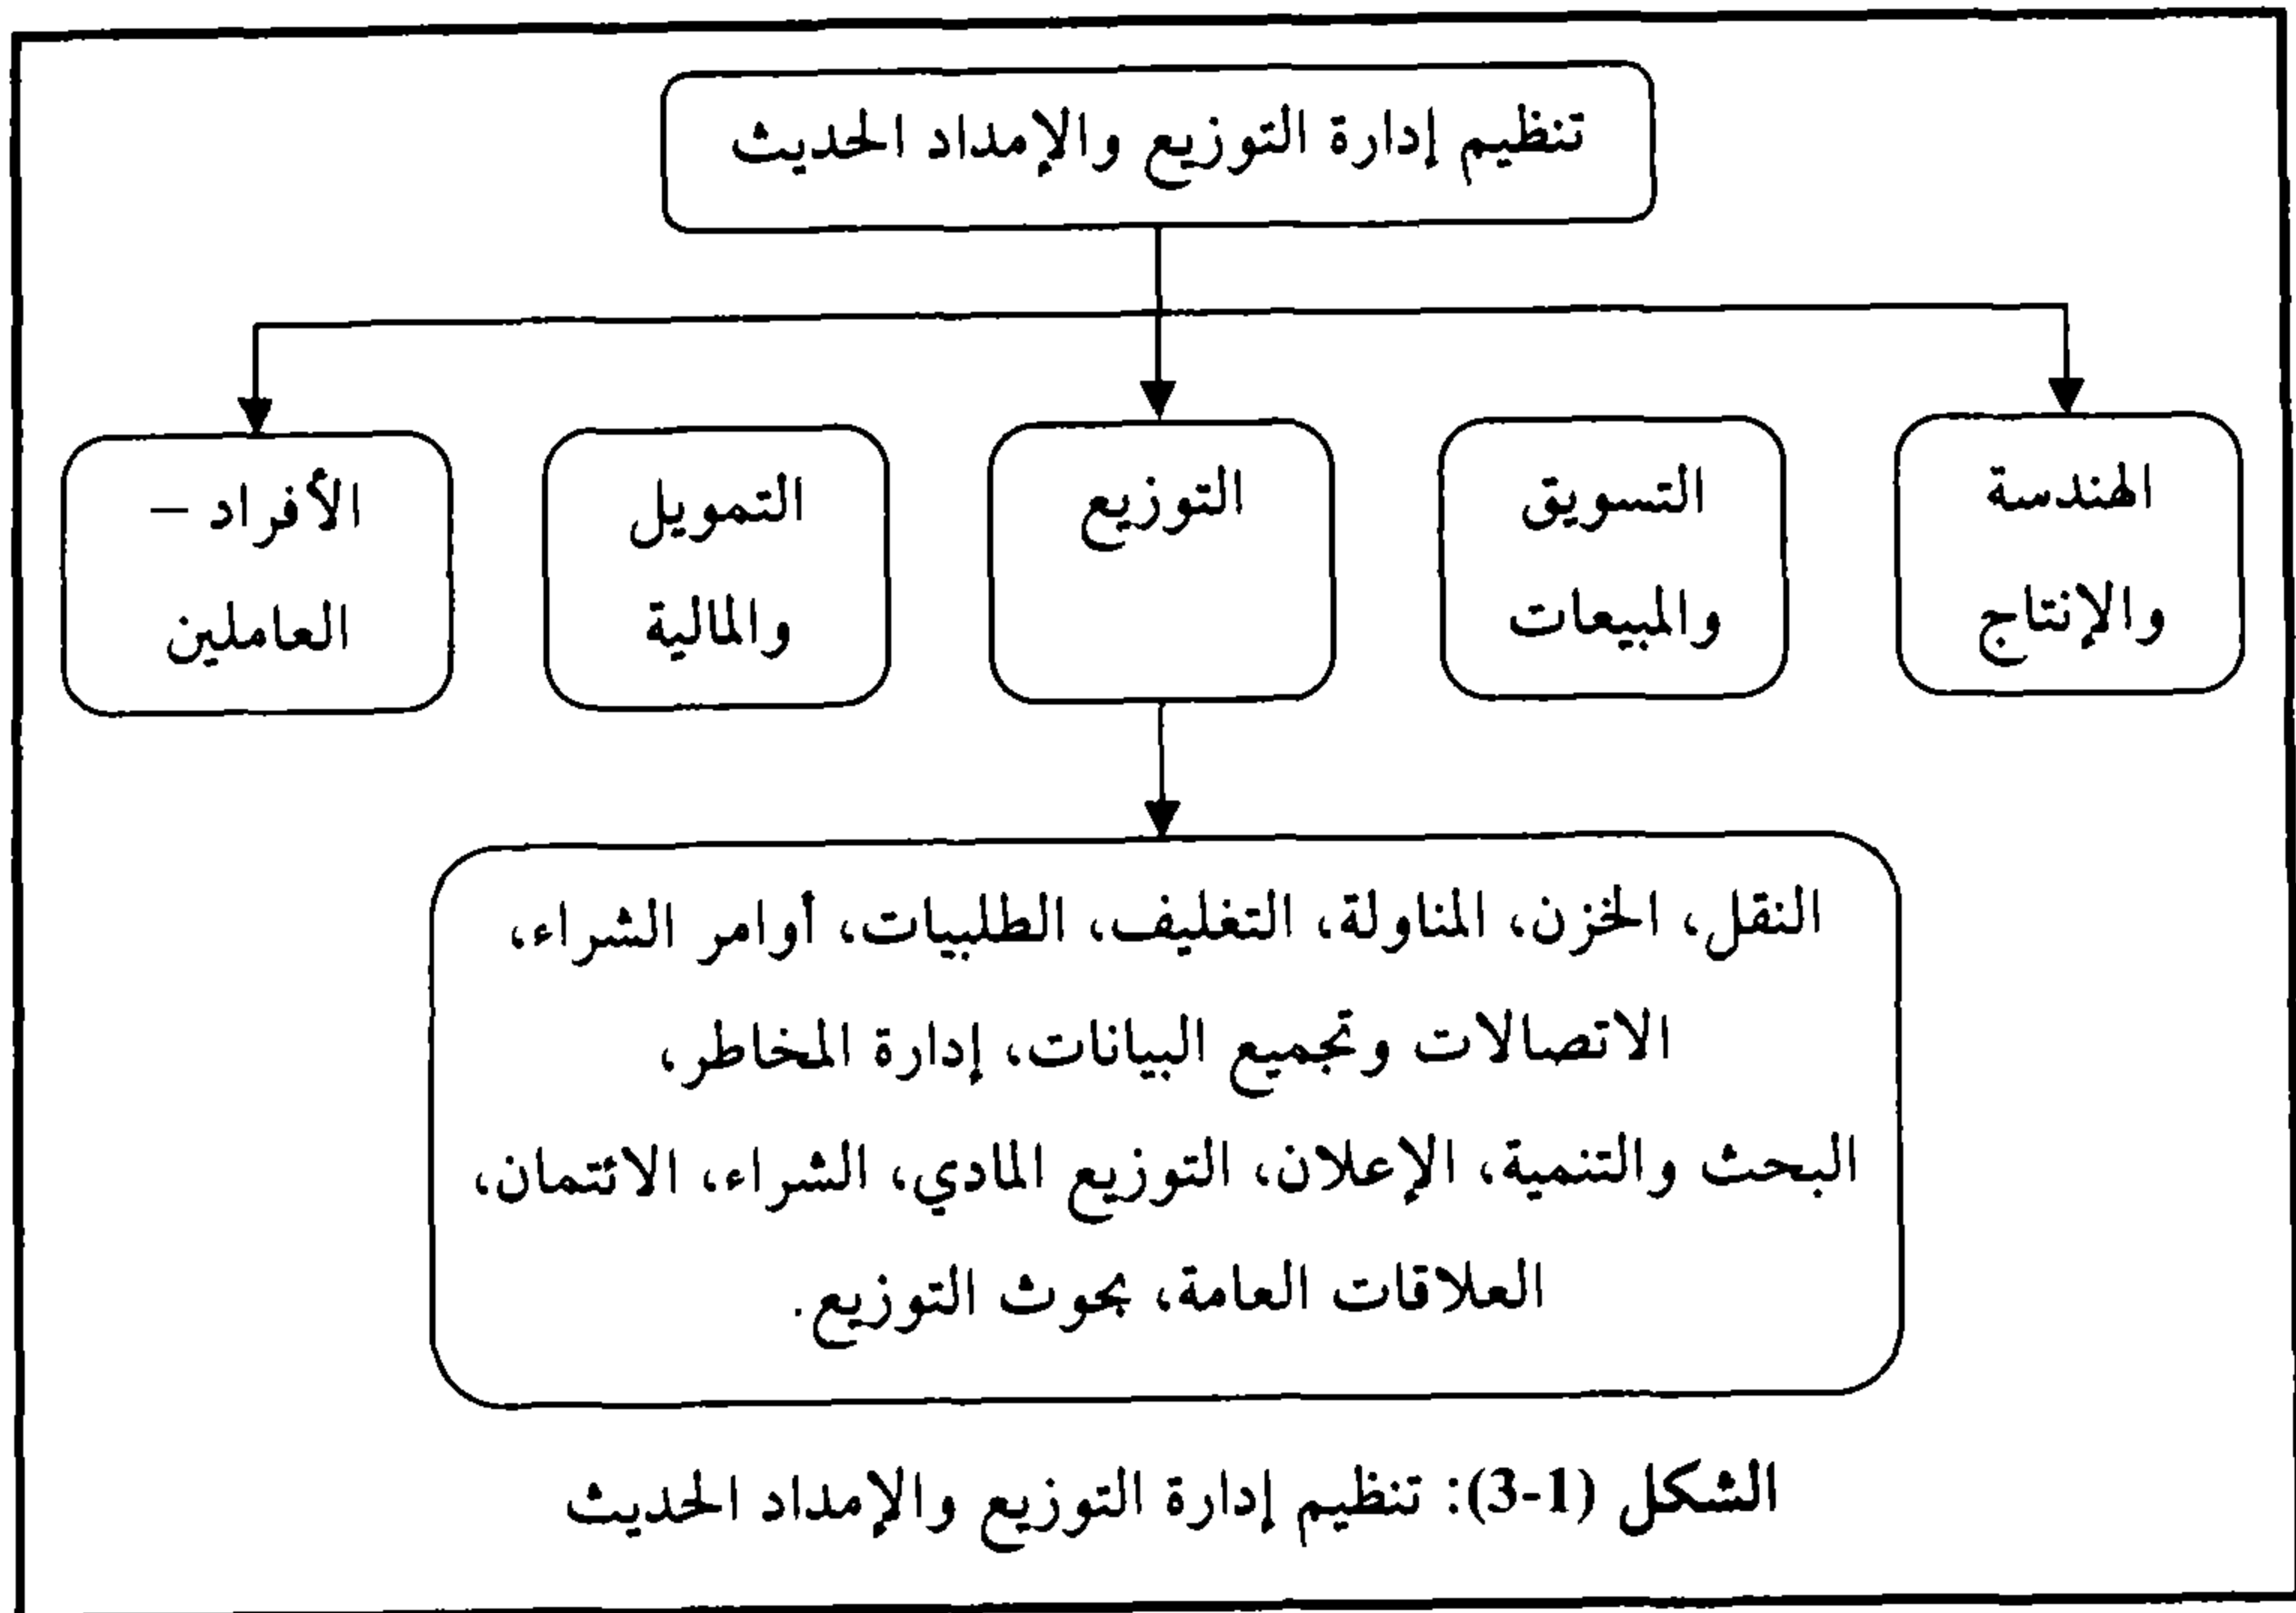 تنظيم إدارة التوزيع والإمداد الحديث
الهندسة
والإنتاج
التسويق
والمبيعات
التوزيع
التمويل
والمالية
الأفراد –
العاملين
النقل، الخزن، المناولة، التغليف، الطلبيات، أوامر الشراء،
الاتصالات وتجميع البيانات، إدارة المخاطر،
البحث والتنمية، الإعلان، التوزيع المادي، الشراء، الائتمان،
العلاقات العامة، بحوث التوزيع.
الشكل (3-1): تنظيم إدارة التوزيع والإمداد الحديث